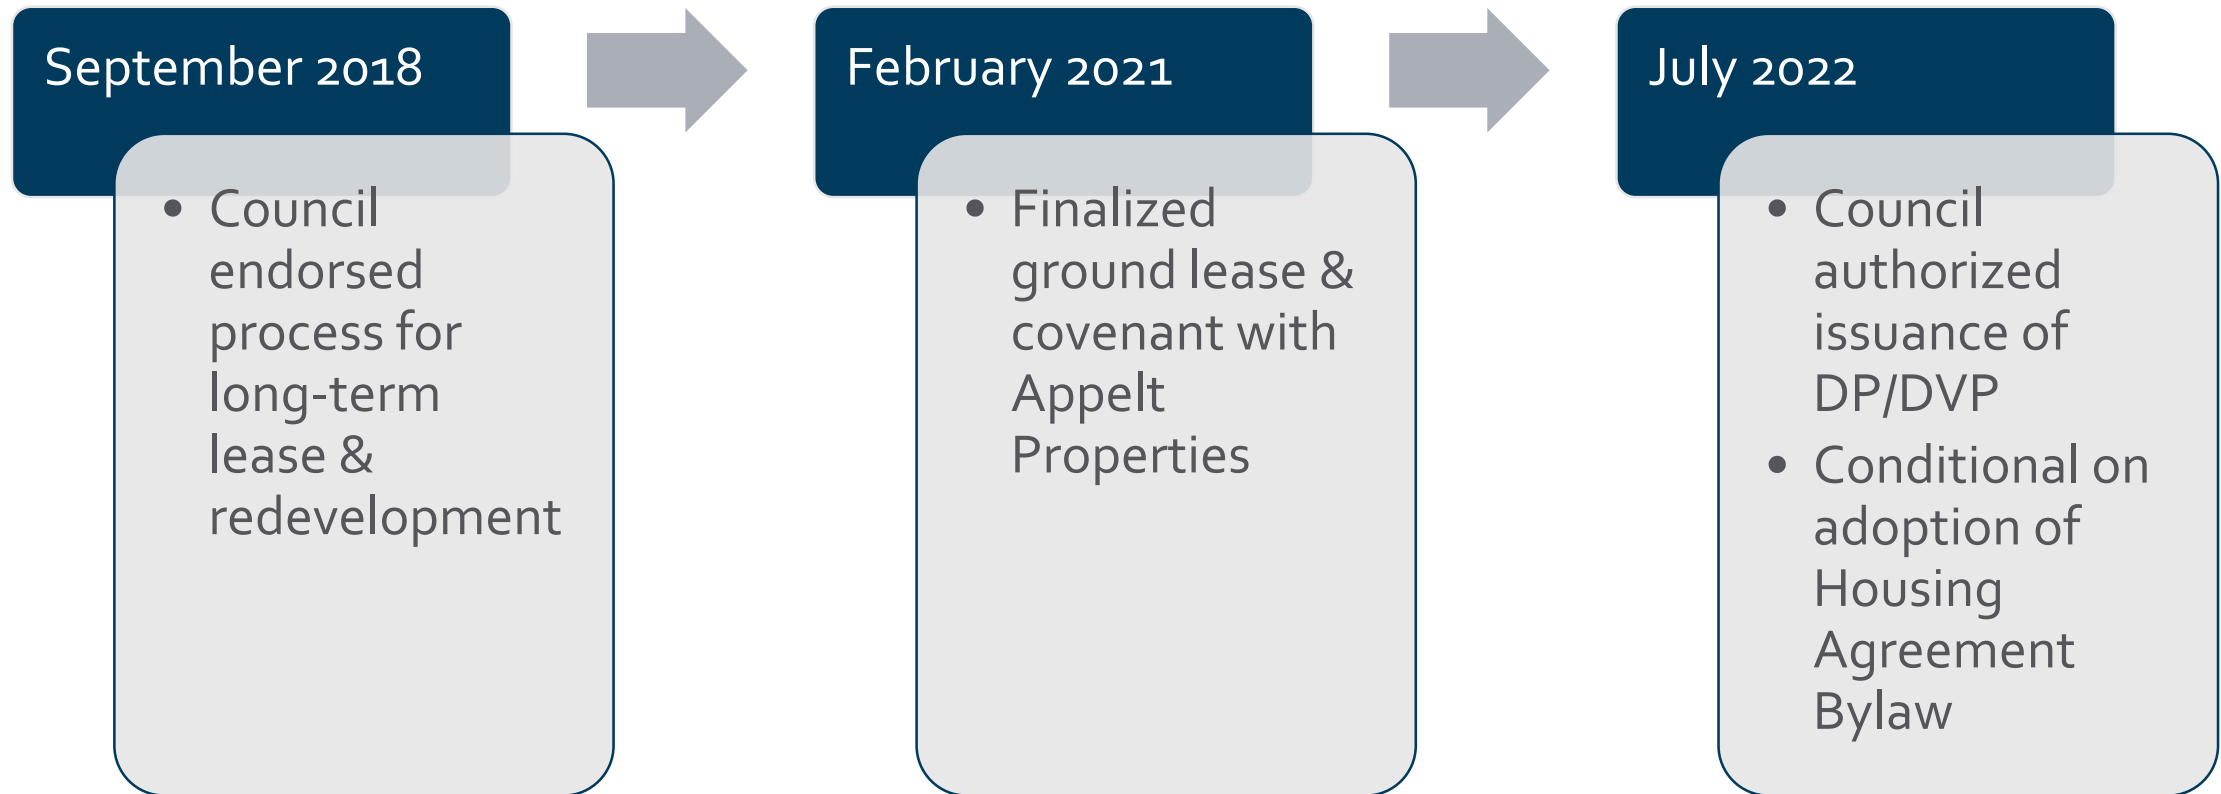 September 2018
• Council
endorsed
process for
long-term
lease &
redevelopment
February 2021
• Finalized
ground lease &
covenant with
Appelt
Properties
July 2022
• Council
authorized
issuance of
DP/DVP
• Conditional on
adoption of
Housing
Agreement
Bylaw